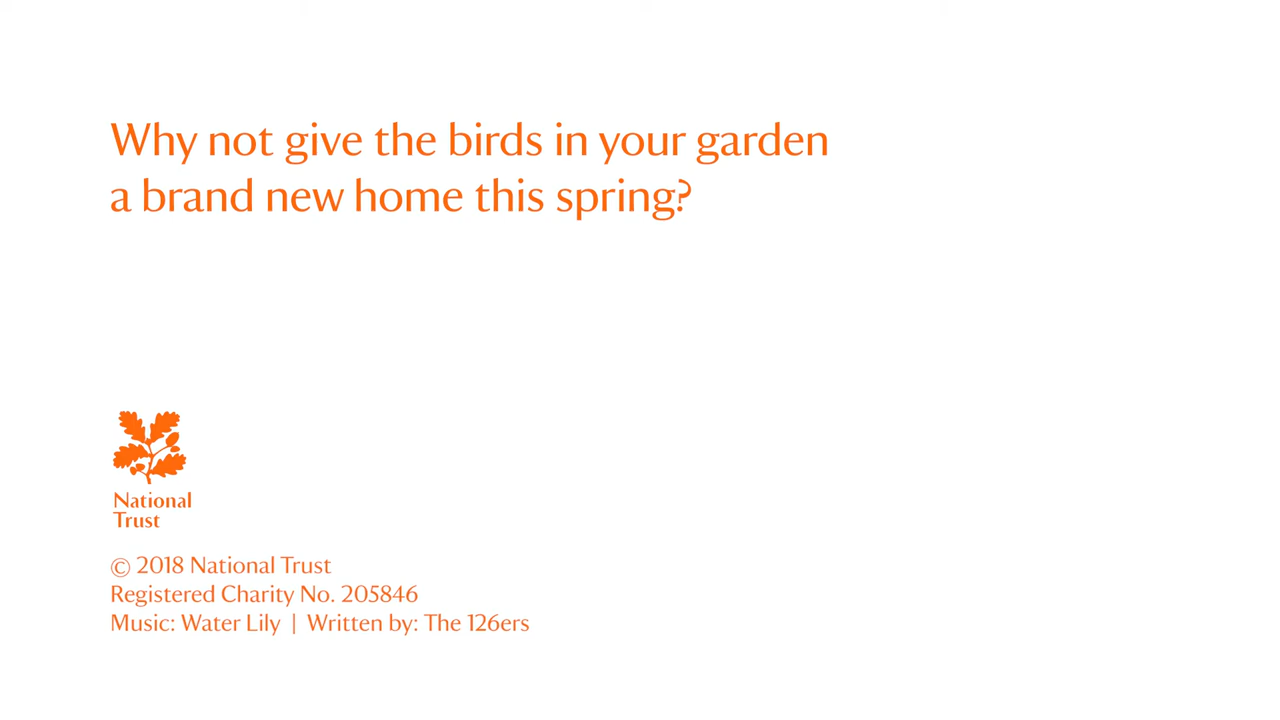 Why not give the birds in your garden
a brand new home this spring?
National
Trust
© 2018 National Trust
Registered Charity No. 205846
Music: Water Lily | Written by: The 126ers